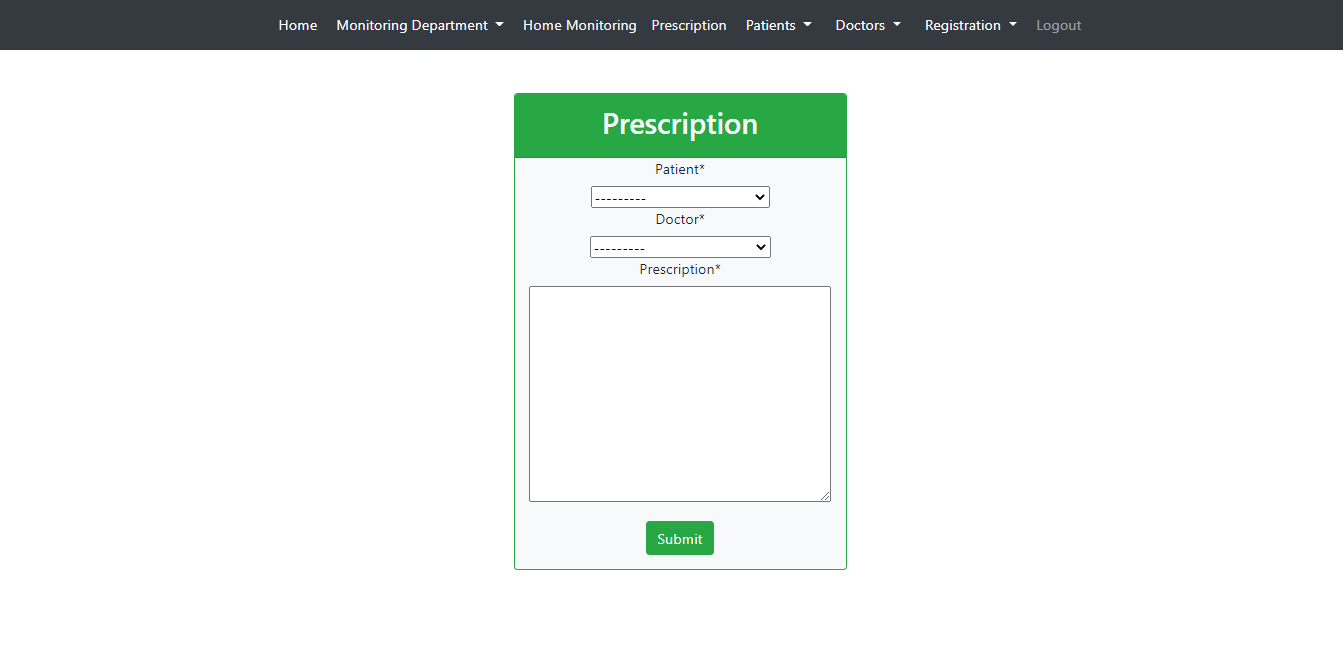 Home Monitoring Department Home Monitoring Prescription Patients Doctors Registration Logout
Prescription
Patient*
---------
Doctor*
---------
Prescription*
Submit